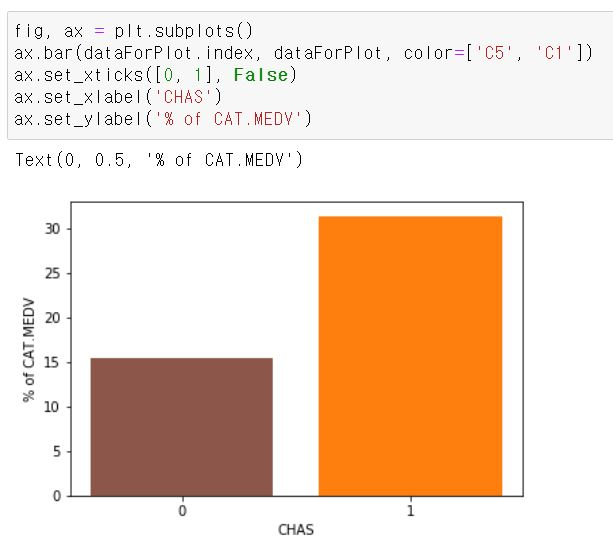 fig, ax = plt.subplots()
ax.bar(dataForPlot.index, dataForPlot, color=['C5', 'C1'])
ax.set_xticks([0, 1], False)
ax.set_xlabel('CHAS')
ax.set_ylabel('% of CAT.MEDV')
Text(0, 0.5, '% of CAT.MEDV')
30
25
20
15
10
5
0
% of CAT.MEDV
0 1
CHAS